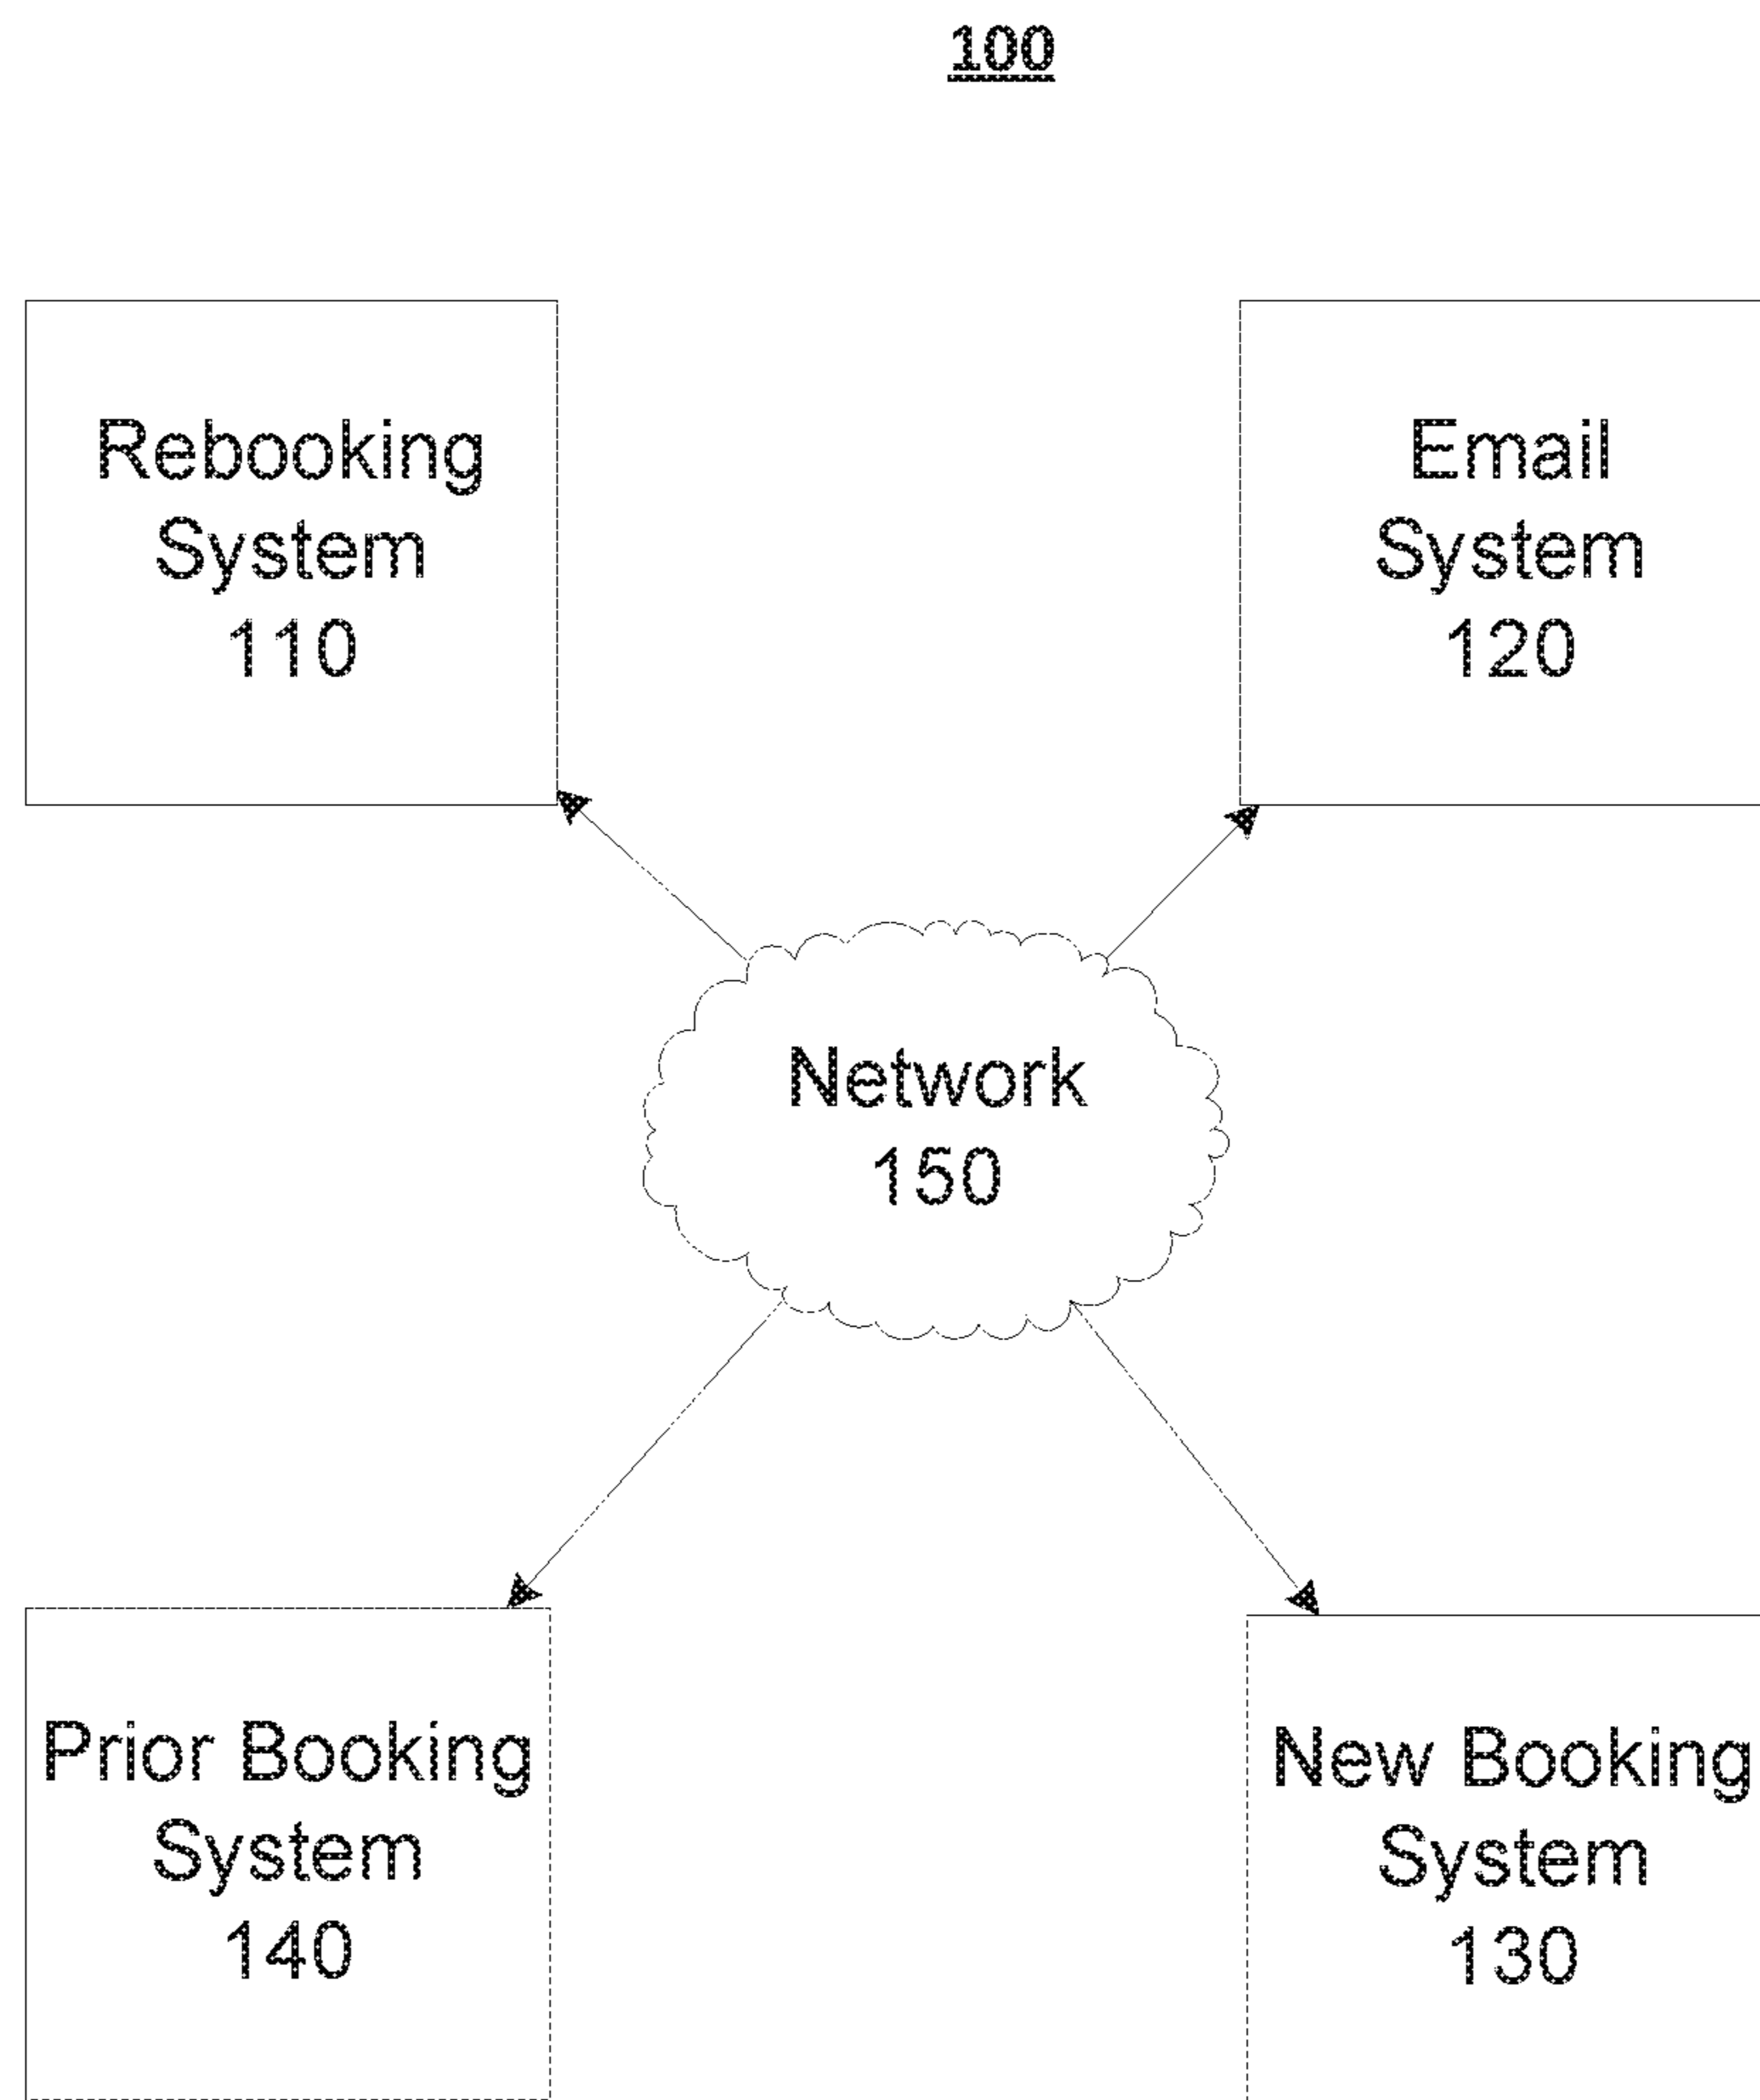 100
Rebooking
System
110
Email
System
120
Network
150
Prior Booking
System
140
New Booking
System
130